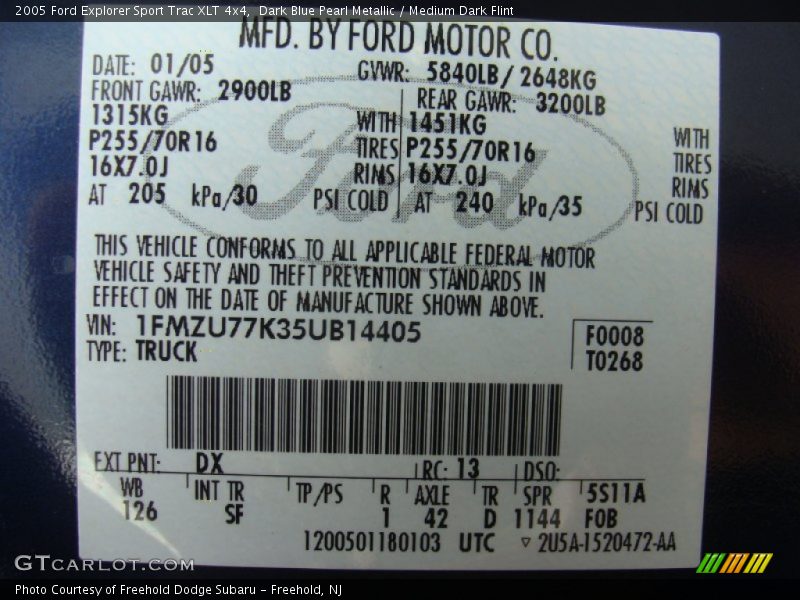 2005 Ford Explorer Sport Trac XLT 4x4, Dark Blue Pearl Metallic / Medium Dark Flint
MFD. BY FORD MOTOR CO.
DATE: 01/05 GVWR: 5840LB/ 2648KG
FRONT GAWR: 2900LB REAR GAWR: 3200LB
1315KG WITH 1451KG WITH
P255/70R16 TIRES P255/70R16 TIRES
16X7.0J RIMS 16X7.0J RIMS
AT 205 kPa/30 PSI COLD AT 240 kPa/35 PSI COLD
Ford
THIS VEHICLE CONFORMS TO ALL APPLICABLE FEDERAL MOTOR
VEHICLE SAFETY AND THEFT PREVENTION STANDARDS IN
EFFECT ON THE DATE OF MANUFACTURE SHOWN ABOVE.
VIN: 1FMZU77K35UB14405 F0008
TYPE: TRUCK T0268
EXT PNT: DX RC: 13 DSO:
WB INT TR TP/PS R AXLE TR SPR 5S11A
126 SF 1 42 D 1144 F0B
1200501180103 UTC ▽ 2U5A-1520472-AA
GTCARLOT.COM
Photo Courtesy of Freehold Dodge Subaru - Freehold, NJ